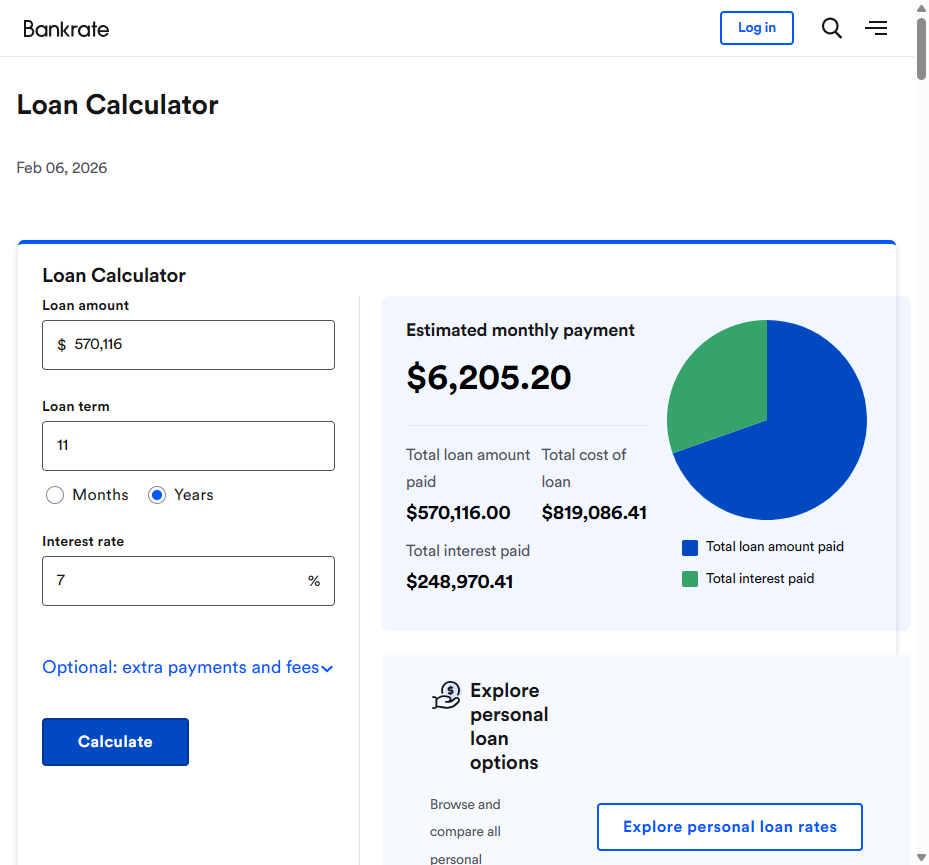 Bankrate
Log in
Loan Calculator
Feb 06, 2026
Loan Calculator
Loan amount
$ 570,116
Loan term
11
Months
Years
Interest rate
7 %
Optional: extra payments and fees
Calculate
Estimated monthly payment
$6,205.20
Total loan amount
paid
$570,116.00
Total cost of
loan
$819,086.41
Total interest paid
$248,970.41
Total loan amount paid
Total interest paid
$
Explore
personal
loan
options
Browse and
compare all
personal
Explore personal loan rates